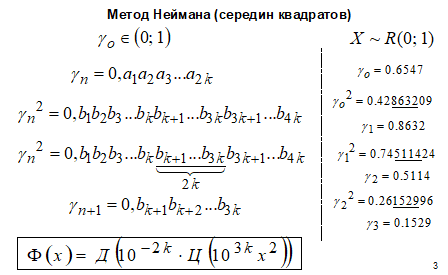 Метод Неймана (середин квадратов)
γ₀ ∈ (0;1)
X ~ R(0;1)
γₙ = 0,a₁a₂a₃...a₂ₖ
γ₀ = 0.6547
γₙ² = 0,b₁b₂b₃...bₖbₖ₊₁...b₃ₖb₃ₖ₊₁...b₄ₖ
γ₀² = 0.42863209
γ₁ = 0.8632
γₙ² = 0,b₁b₂b₃...bₖbₖ₊₁...b₃ₖb₃ₖ₊₁...b₄ₖ
2k
γ₁² = 0.74511424
γ₂ = 0.5114
γₙ₊₁ = 0,bₖ₊₁bₖ₊₂...b₃ₖ
γ₂² = 0.26152996
γ₃ = 0.1529
Ф(x) = Д(10⁻²ᵏ · Ц(10³ᵏ x²))
3